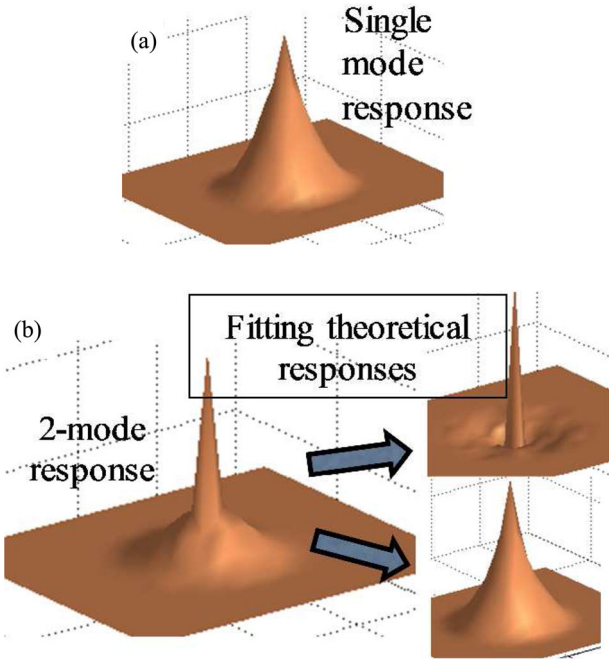 (a)
Single
mode
response
(b)
Fitting theoretical
responses
2-mode
response